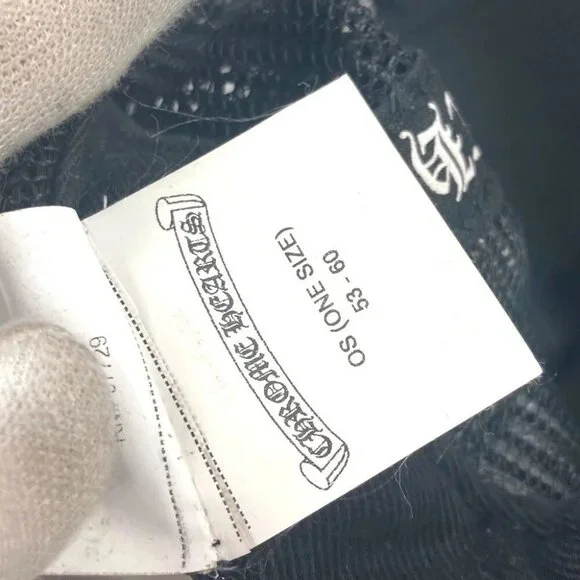 CHROME HEARTS
OS (ONE SIZE)
53 - 60